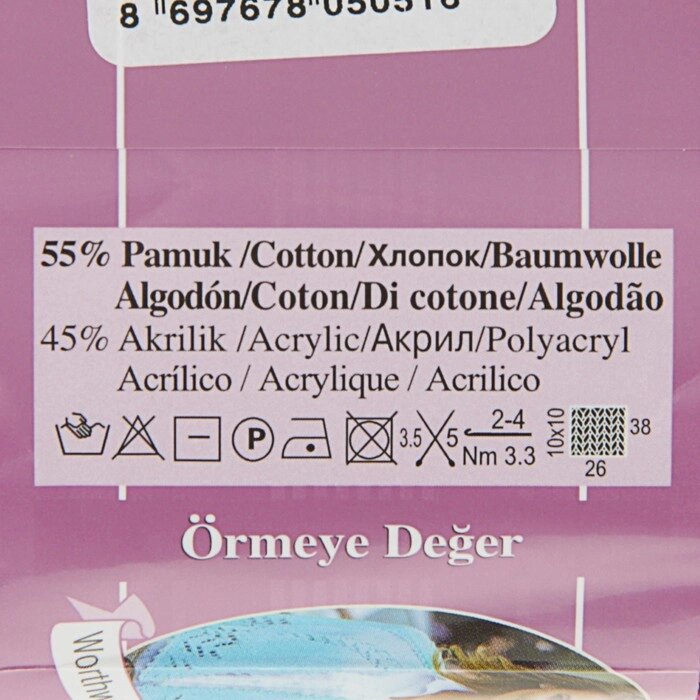 8 697678 050516
55% Pamuk /Cotton/Хлопок/Baumwolle
Algodón/Coton/Di cotone/Algodão
45% Akrilik /Acrylic/Акрил/Polyacryl
Acrílico / Acrylique / Acrilico
P 3.5 5 2-4 Nm 3.3 10x10 38 26
Örmeye Değer